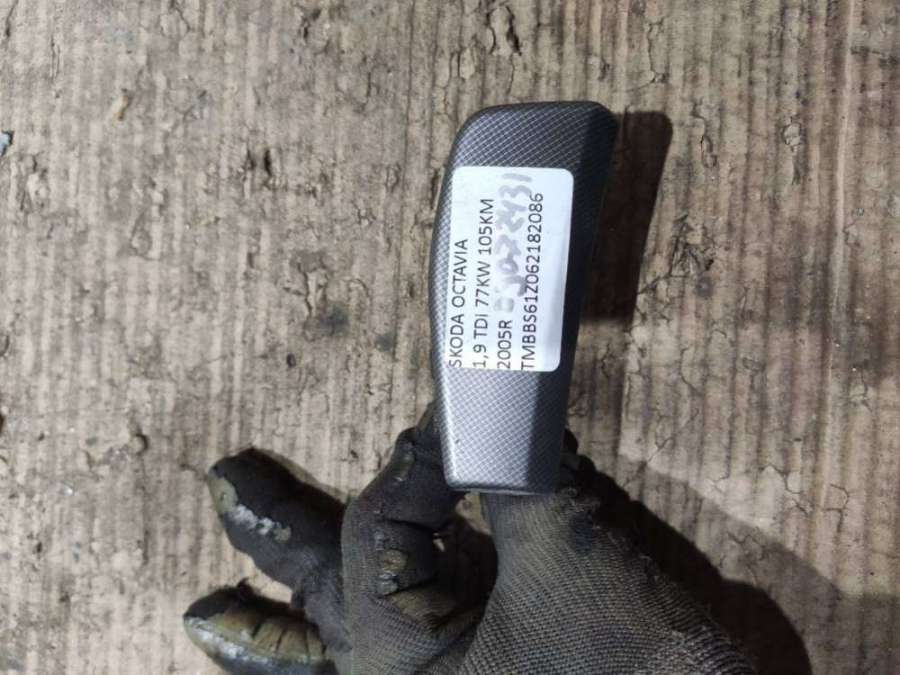 SKODA OCTAVIA
1,9 TDi 77KW 105KM
2005R
TMBBS61Z062182086